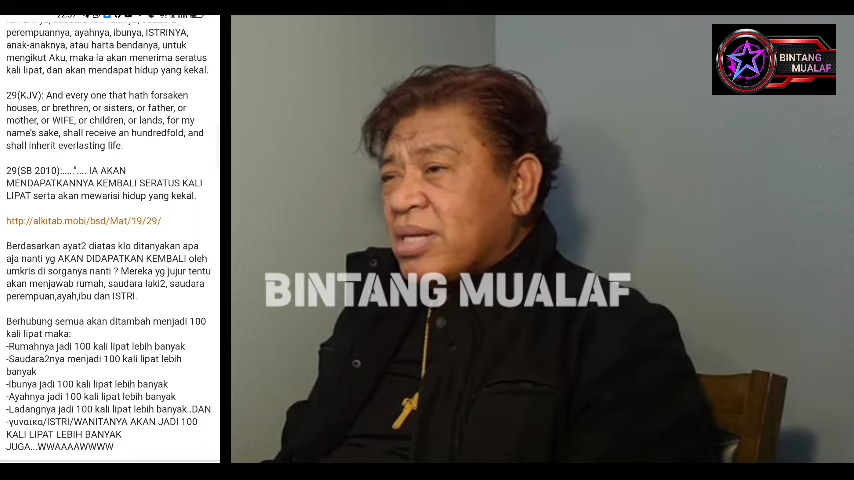 perempuannya, ayahnya, ibunya, ISTRINYA,
anak-anaknya, atau harta bendanya, untuk
mengikut Aku, maka ia akan menerima seratus
kali lipat, dan akan mendapat hidup yang kekal.
29(KJV): And every one that hath forsaken
houses, or brethren, or sisters, or father, or
mother, or WIFE, or children, or lands, for my
name's sake, shall receive an hundredfold, and
shall inherit everlasting life.
29(SB 2010):.....".... IA AKAN
MENDAPATKANNYA KEMBALI SERATUS KALI
LIPAT serta akan mewarisi hidup yang kekal.
http://alkitab.mobi/bsd/Mat/19/29/
Berdasarkan ayat2 diatas klo ditanyakan apa
aja nanti yg AKAN DIDAPATKAN KEMBALI oleh
umkris di sorganya nanti ? Mereka yg jujur tentu
akan menjawab rumah, saudara laki2, saudara
perempuan,ayah,ibu dan ISTRI.
Berhubung semua akan ditambah menjadi 100
kali lipat maka:
-Rumahnya jadi 100 kali lipat lebih banyak
-Saudara2nya menjadi 100 kali lipat lebih
banyak
-Ibunya jadi 100 kali lipat lebih banyak
-Ayahnya jadi 100 kali lipat lebih banyak
-Ladangnya jadi 100 kali lipat lebih banyak..DAN
-γυναικα/ISTRI/WANITANYA AKAN JADI 100
KALI LIPAT LEBIH BANYAK
JUGA...WWAAAAWWWW
BINTANG
MUALAF
BINTANG MUALAF